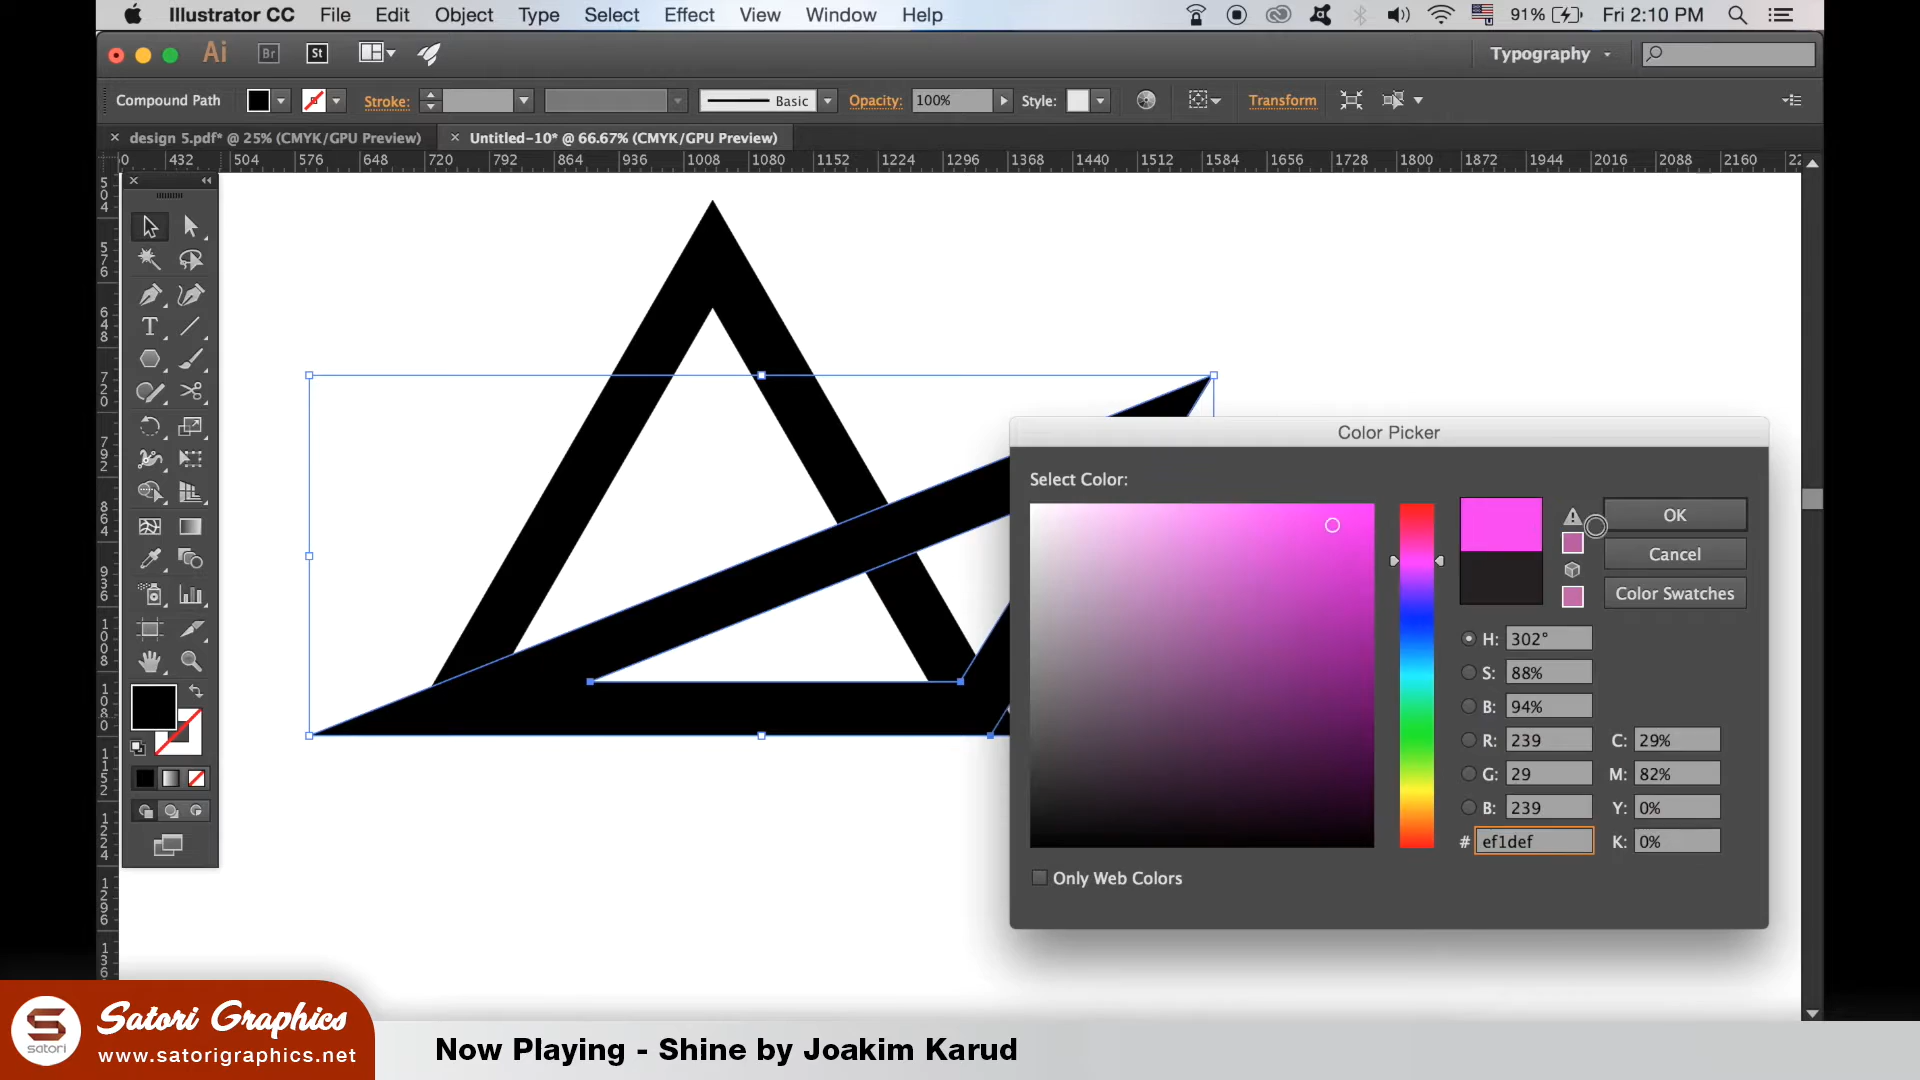 Illustrator CC File Edit Object Type Select Effect View Window Help 91% Fri 2:10 PM
Ai Br St Typography
Compound Path Stroke: Basic Opacity: 100% Style: Transform
design 5.pdf* @ 25% (CMYK/GPU Preview) Untitled-10* @ 66.67% (CMYK/GPU Preview)
0 432 504 576 648 720 792 864 936 1008 1080 1152 1224 1296 1368 1440 1512 1584 1656 1728 1800 1872 1944 2016 2088 2160 22
504
576
648
720
792
864
936
1008
1080
1152
1224
1296
136
T
Color Picker
Select Color:
OK
Cancel
Color Swatches
H: 302°
S: 88%
B: 94%
R: 239 C: 29%
G: 29 M: 82%
B: 239 Y: 0%
# ef1def K: 0%
Only Web Colors
Satori Graphics
satori
www.satorigraphics.net
Now Playing - Shine by Joakim Karud